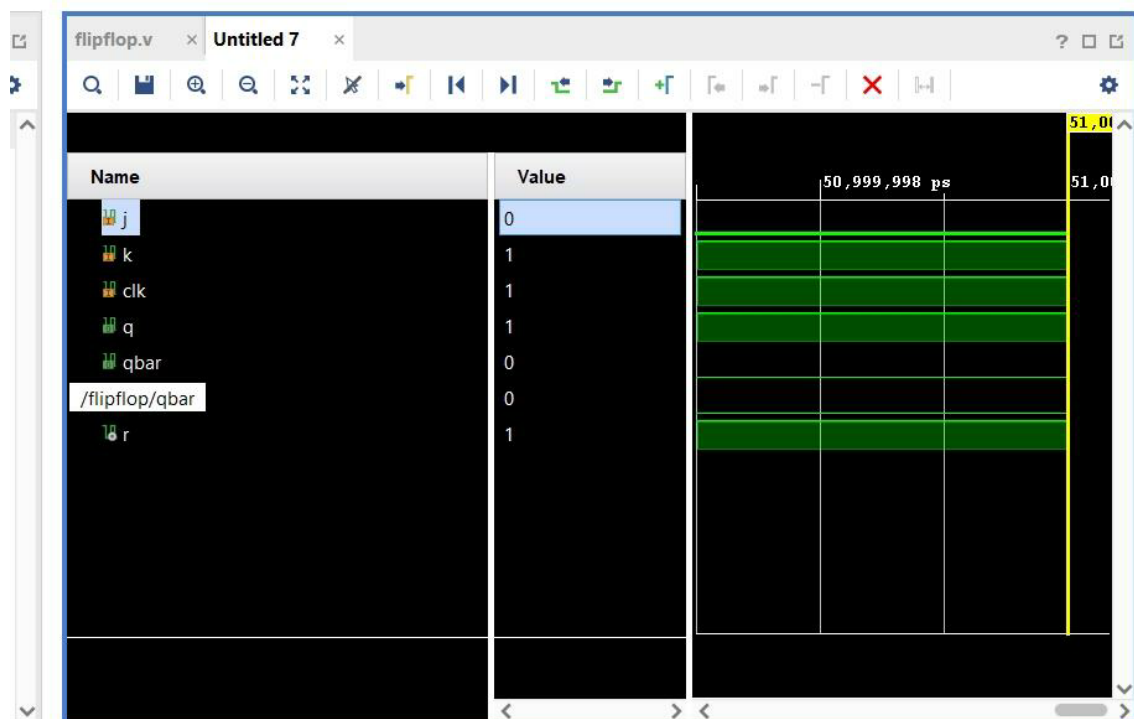 flipflop.v × Untitled 7 ×
?
51,00
Name Value
50,999,998 ps 51,0
j 0
k 1
clk 1
q 1
qbar 0
/flipflop/qbar 0
r 1